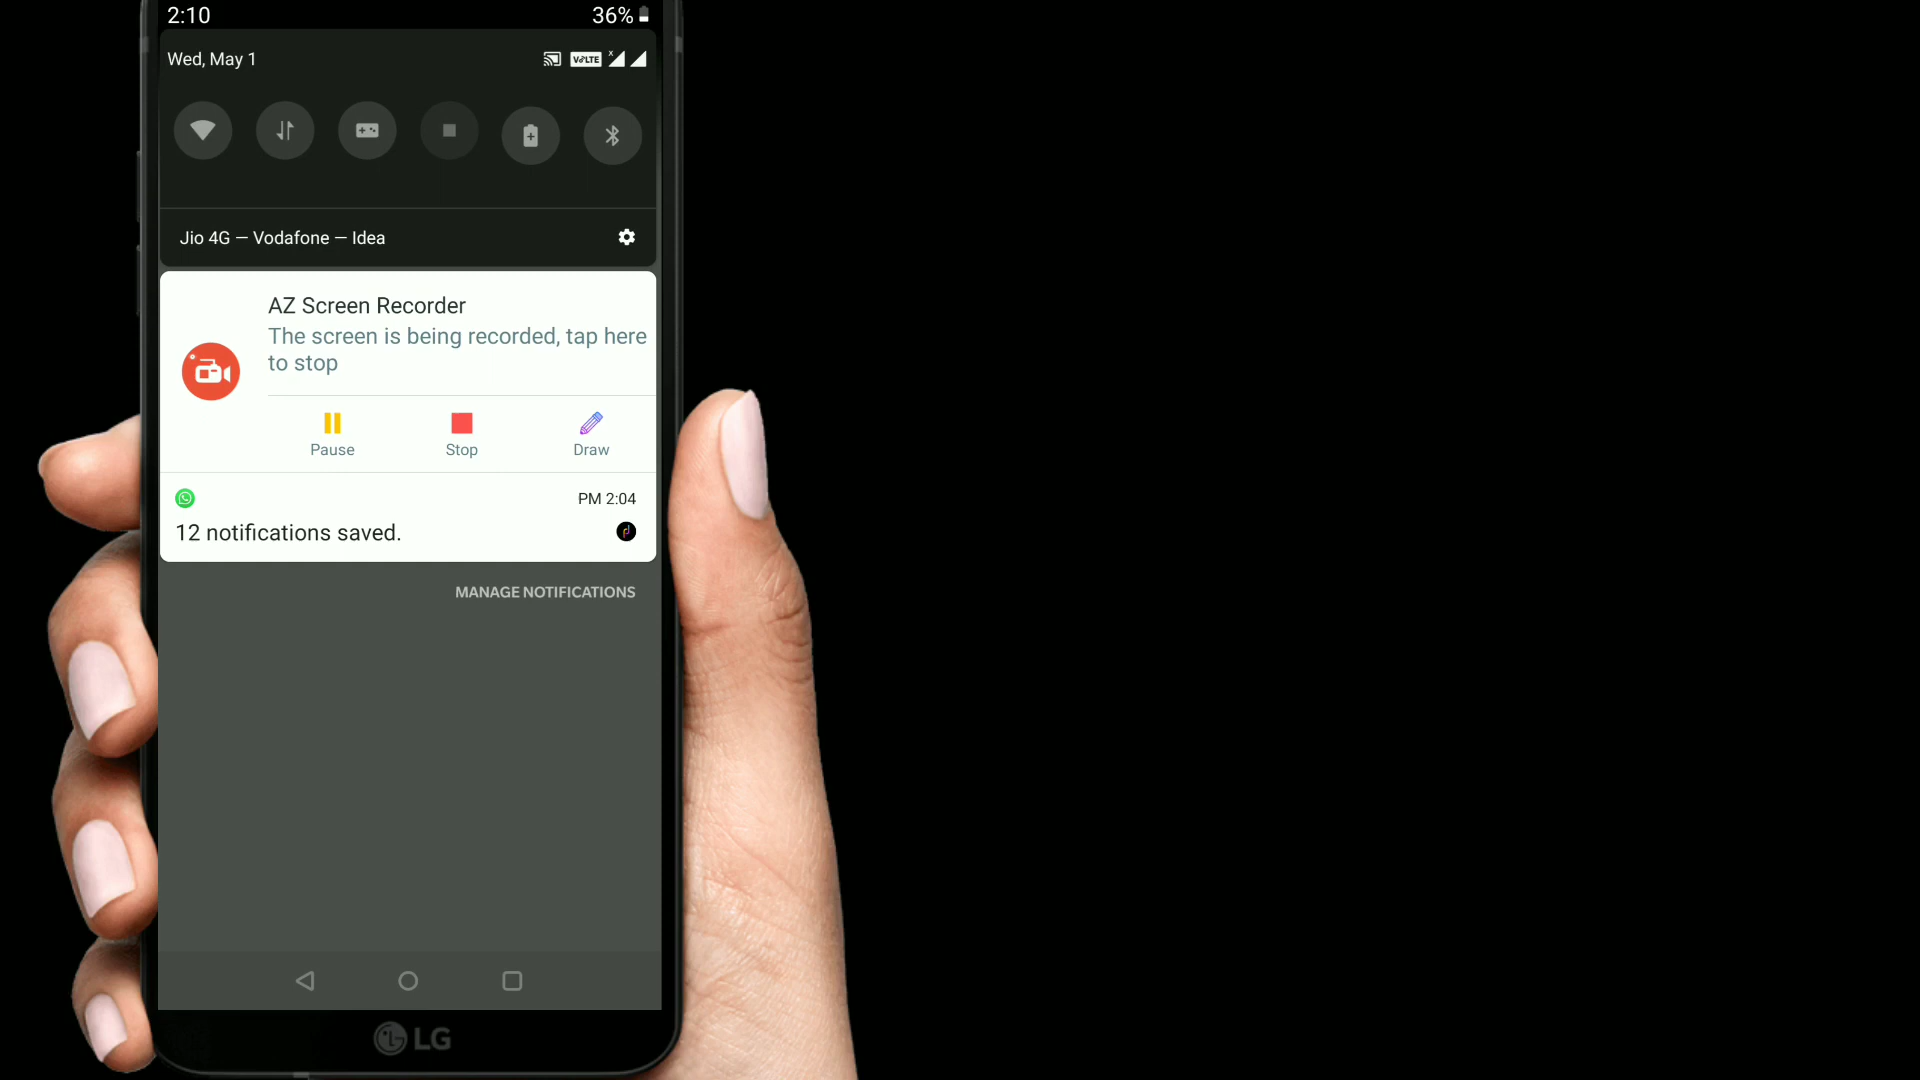 2:10
36%
Wed, May 1
VoLTE
x
Jio 4G — Vodafone — Idea
AZ Screen Recorder
The screen is being recorded, tap here
to stop
Pause
Stop
Draw
PM 2:04
12 notifications saved.
MANAGE NOTIFICATIONS
LG